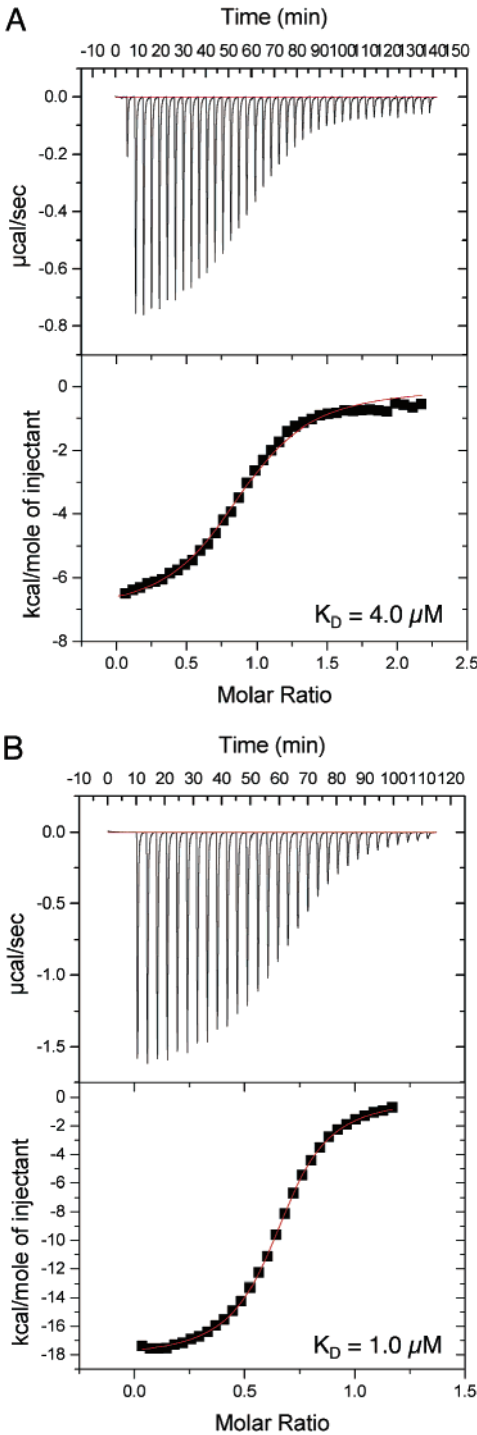 A
Time (min)
-10 0 10 20 30 40 50 60 70 80 90 100 110 120 130 140 150
0.0
-0.2
-0.4
-0.6
-0.8
µcal/sec
0
-2
-4
-6
-8
kcal/mole of injectant
K_D = 4.0 µM
0.0 0.5 1.0 1.5 2.0 2.5
Molar Ratio
B
Time (min)
-10 0 10 20 30 40 50 60 70 80 90 100 110 120
0.0
-0.5
-1.0
-1.5
µcal/sec
0
-2
-4
-6
-8
-10
-12
-14
-16
-18
kcal/mole of injectant
K_D = 1.0 µM
0.0 0.5 1.0 1.5
Molar Ratio